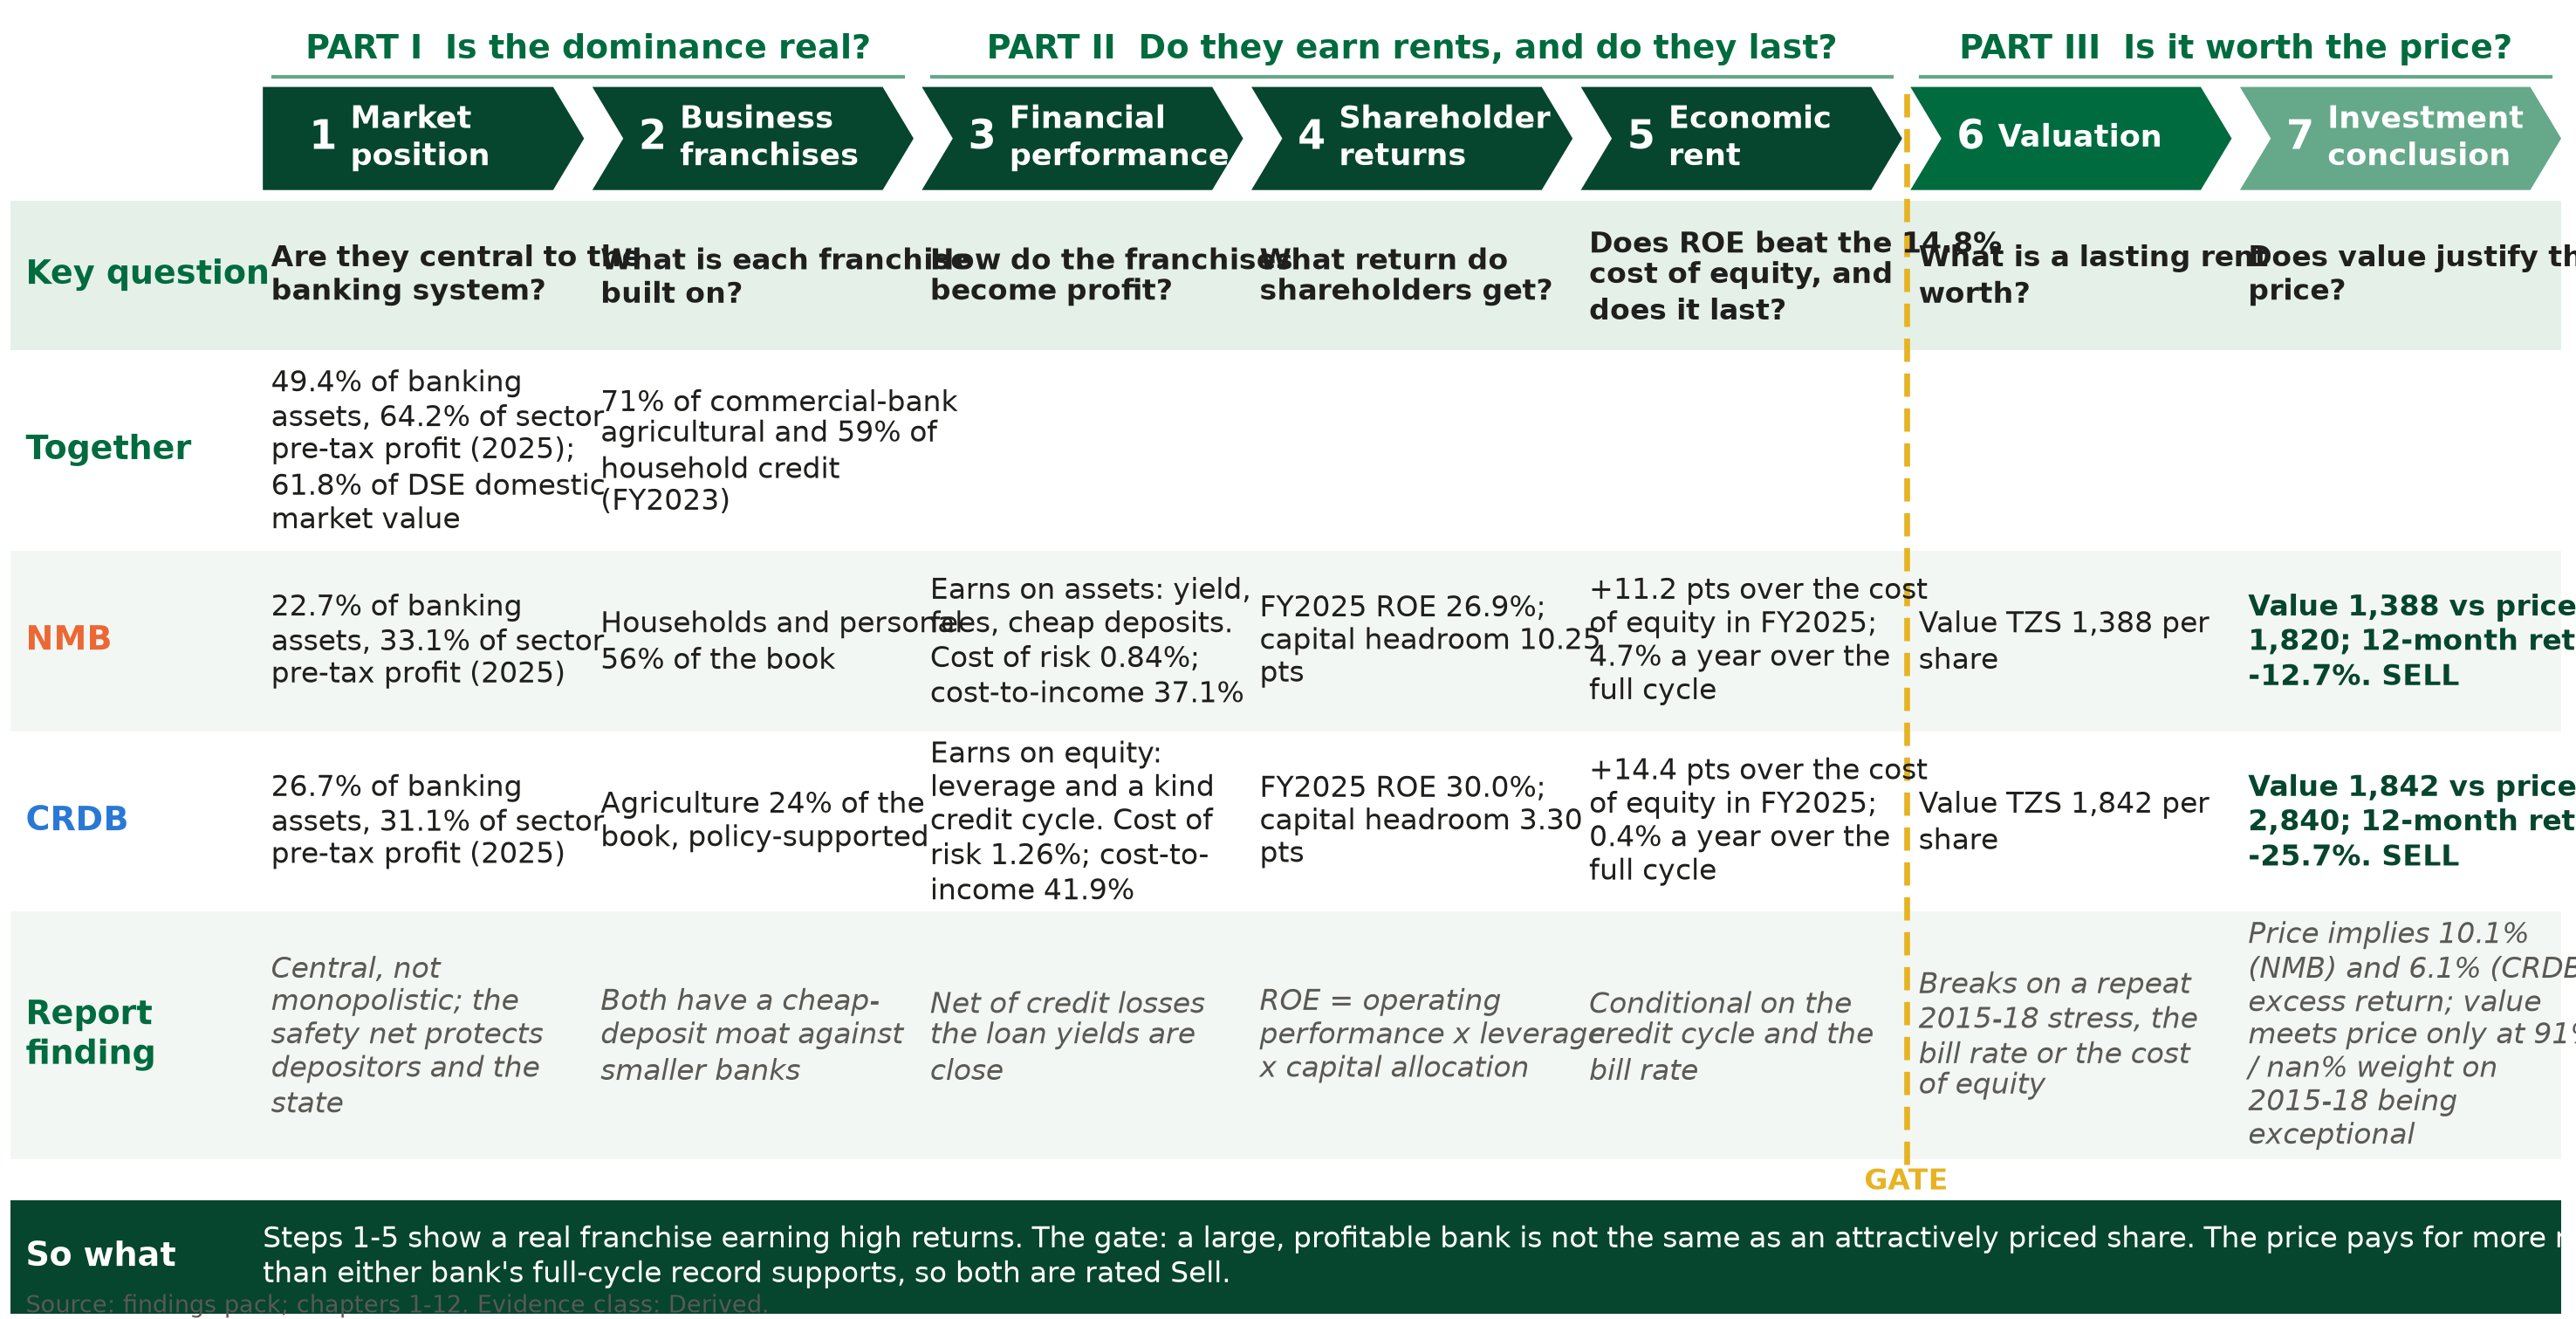 PART I Is the dominance real?
PART II Do they earn rents, and do they last?
PART III Is it worth the price?
1 Market
position
2 Business
franchises
3 Financial
performance
4 Shareholder
returns
5 Economic
rent
6 Valuation
7 Investment
conclusion
Key question
Are they central to the
banking system?
What is each franchise
built on?
How do the franchises
become profit?
What return do
shareholders get?
Does ROE beat the 14.8%
cost of equity, and
does it last?
What is a lasting rent
worth?
Does value justify th
price?
Together
49.4% of banking
assets, 64.2% of sector
pre-tax profit (2025);
61.8% of DSE domestic
market value
71% of commercial-bank
agricultural and 59% of
household credit
(FY2023)
NMB
22.7% of banking
assets, 33.1% of sector
pre-tax profit (2025)
Households and personal
56% of the book
Earns on assets: yield,
fees, cheap deposits.
Cost of risk 0.84%;
cost-to-income 37.1%
FY2025 ROE 26.9%;
capital headroom 10.25
pts
+11.2 pts over the cost
of equity in FY2025;
4.7% a year over the
full cycle
Value TZS 1,388 per
share
Value 1,388 vs price
1,820; 12-month ret
-12.7%. SELL
CRDB
26.7% of banking
assets, 31.1% of sector
pre-tax profit (2025)
Agriculture 24% of the
book, policy-supported
Earns on equity:
leverage and a kind
credit cycle. Cost of
risk 1.26%; cost-to-
income 41.9%
FY2025 ROE 30.0%;
capital headroom 3.30
pts
+14.4 pts over the cost
of equity in FY2025;
0.4% a year over the
full cycle
Value TZS 1,842 per
share
Value 1,842 vs price
2,840; 12-month ret
-25.7%. SELL
Report
finding
Central, not
monopolistic; the
safety net protects
depositors and the
state
Both have a cheap-
deposit moat against
smaller banks
Net of credit losses
the loan yields are
close
ROE = operating
performance x leverage
x capital allocation
Conditional on the
credit cycle and the
bill rate
Breaks on a repeat
2015-18 stress, the
bill rate or the cost
of equity
Price implies 10.1%
(NMB) and 6.1% (CRDB
excess return; value
meets price only at 91%
/ nan% weight on
2015-18 being
exceptional
GATE
So what
Steps 1-5 show a real franchise earning high returns. The gate: a large, profitable bank is not the same as an attractively priced share. The price pays for more
than either bank's full-cycle record supports, so both are rated Sell.
Source: findings pack; chapters 1-12. Evidence class: Derived.